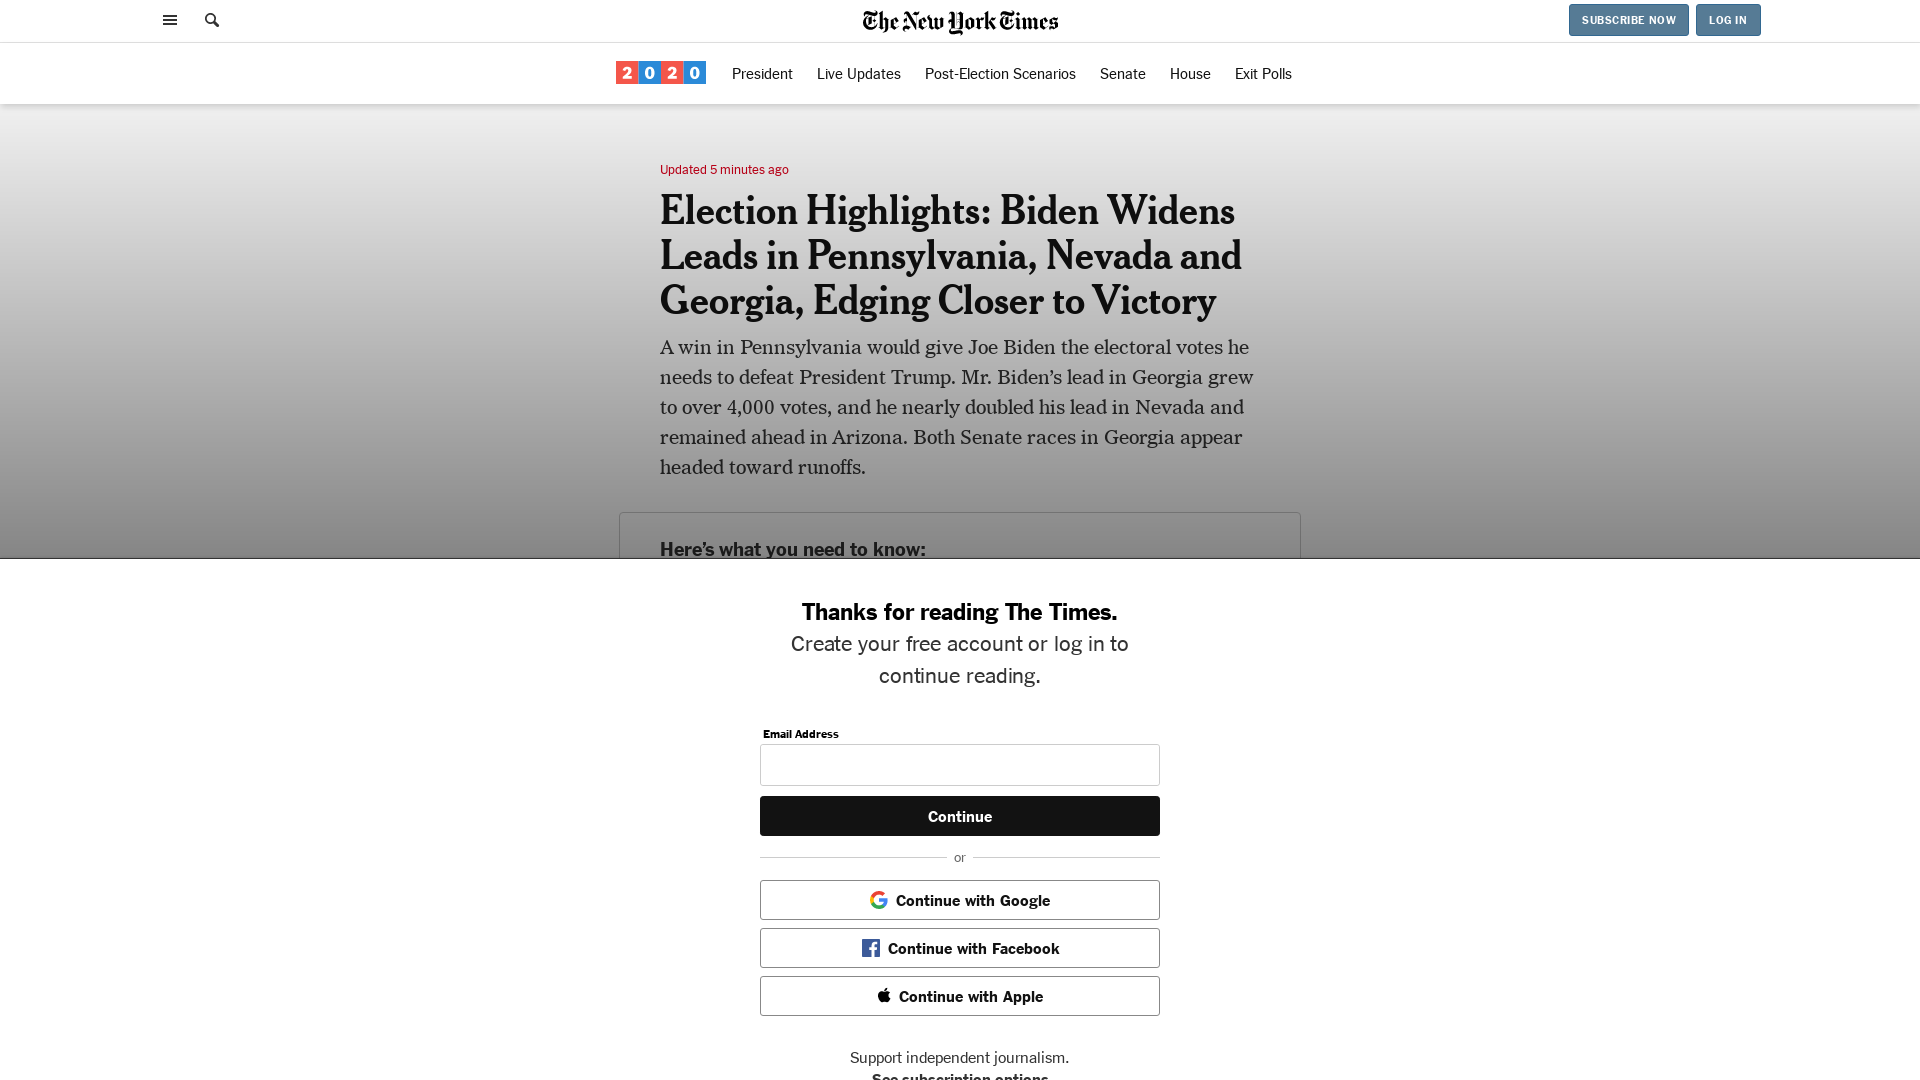 The New York Times
SUBSCRIBE NOW
LOG IN
2020
President
Live Updates
Post-Election Scenarios
Senate
House
Exit Polls
Updated 5 minutes ago
Election Highlights: Biden Widens
Leads in Pennsylvania, Nevada and
Georgia, Edging Closer to Victory
A win in Pennsylvania would give Joe Biden the electoral votes he
needs to defeat President Trump. Mr. Biden’s lead in Georgia grew
to over 4,000 votes, and he nearly doubled his lead in Nevada and
remained ahead in Arizona. Both Senate races in Georgia appear
headed toward runoffs.
Here’s what you need to know:
Thanks for reading The Times.
Create your free account or log in to
continue reading.
Email Address
Continue
or
Continue with Google
Continue with Facebook
Continue with Apple
Support independent journalism.
See subscription options